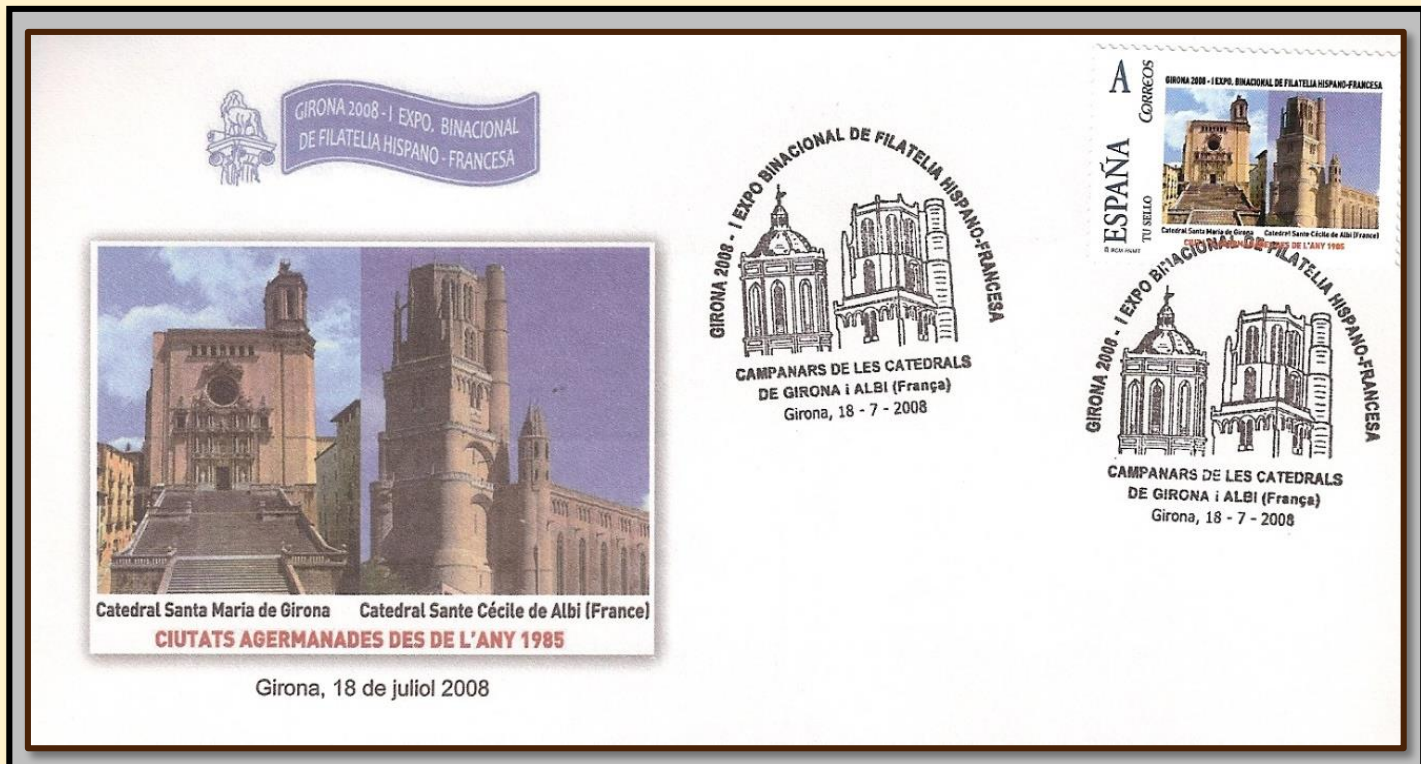 GIRONA 2008 - I EXPO. BINACIONAL
DE FILATELIA HISPANO - FRANCESA
Catedral Santa Maria de Girona
Catedral Sante Cécile de Albi (France)
CIUTATS AGERMANADES DES DE L'ANY 1985
Girona, 18 de juliol 2008
GIRONA 2008 - I EXPO BINACIONAL DE FILATELIA HISPANO-FRANCESA
CAMPANARS DE LES CATEDRALS
DE GIRONA i ALBI (França)
Girona, 18 - 7 - 2008
A
CORREOS
ESPAÑA
TU SELLO
GIRONA 2008 - I EXPO. BINACIONAL DE FILATELIA HISPANO-FRANCESA
Catedral Santa Maria de Girona
Catedral Sante Cécile de Albi (France)
DES DE L'ANY 1985
GIRONA 2008 - I EXPO BINACIONAL DE FILATELIA HISPANO-FRANCESA
CAMPANARS DE LES CATEDRALS
DE GIRONA i ALBI (França)
Girona, 18 - 7 - 2008